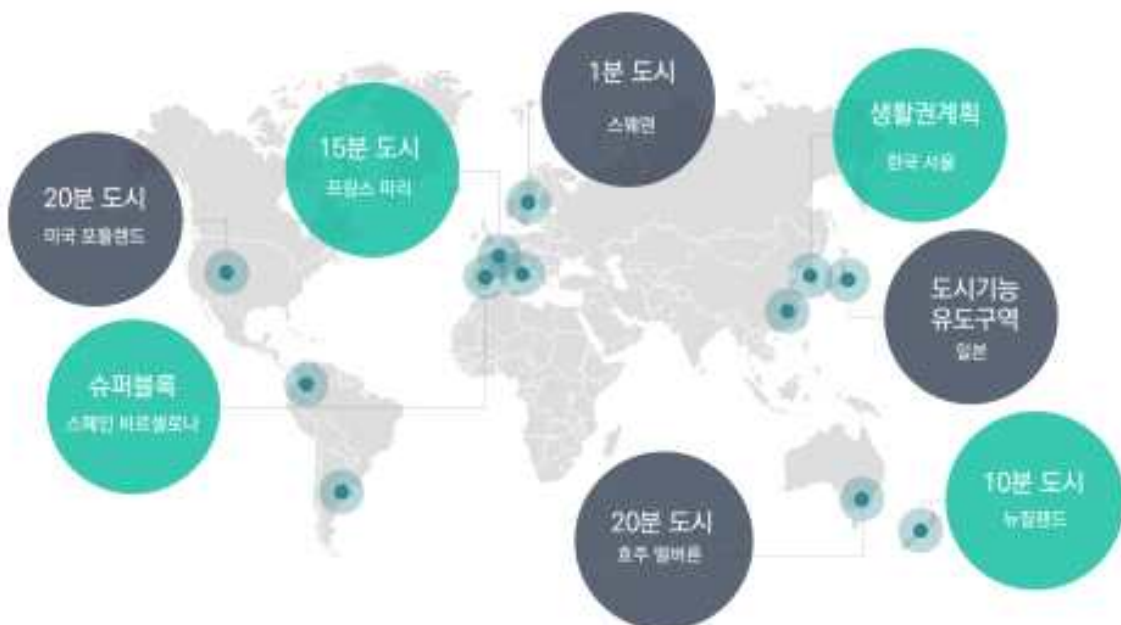 1분 도시
스웨덴
생활권계획
한국 서울
15분 도시
프랑스 파리
20분 도시
미국 포틀랜드
도시기능
유도구역
일본
슈퍼블록
스페인 바르셀로나
10분 도시
뉴질랜드
20분 도시
호주 멜버른